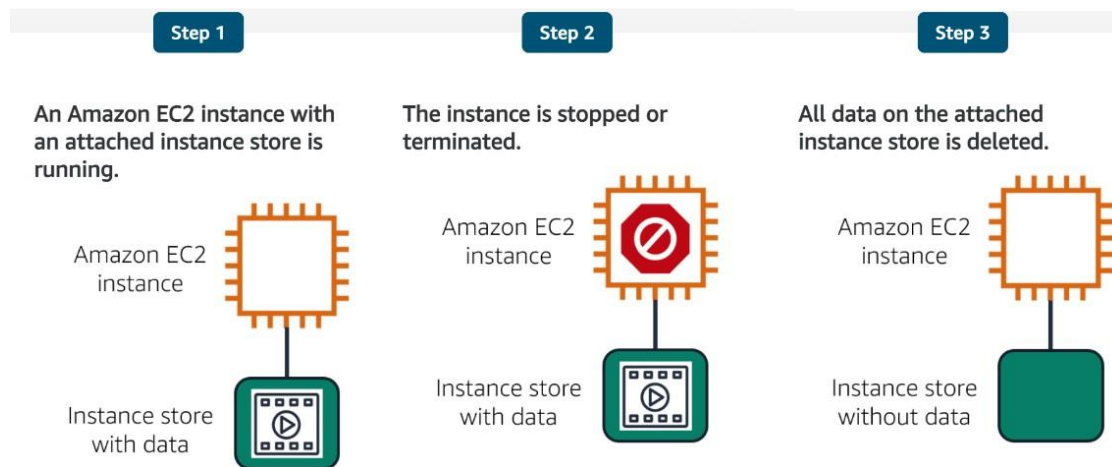 Step 1
Step 2
Step 3
An Amazon EC2 instance with
an attached instance store is
running.
The instance is stopped or
terminated.
All data on the attached
instance store is deleted.
Amazon EC2
instance
Amazon EC2
instance
Amazon EC2
instance
Instance store
with data
Instance store
with data
Instance store
without data